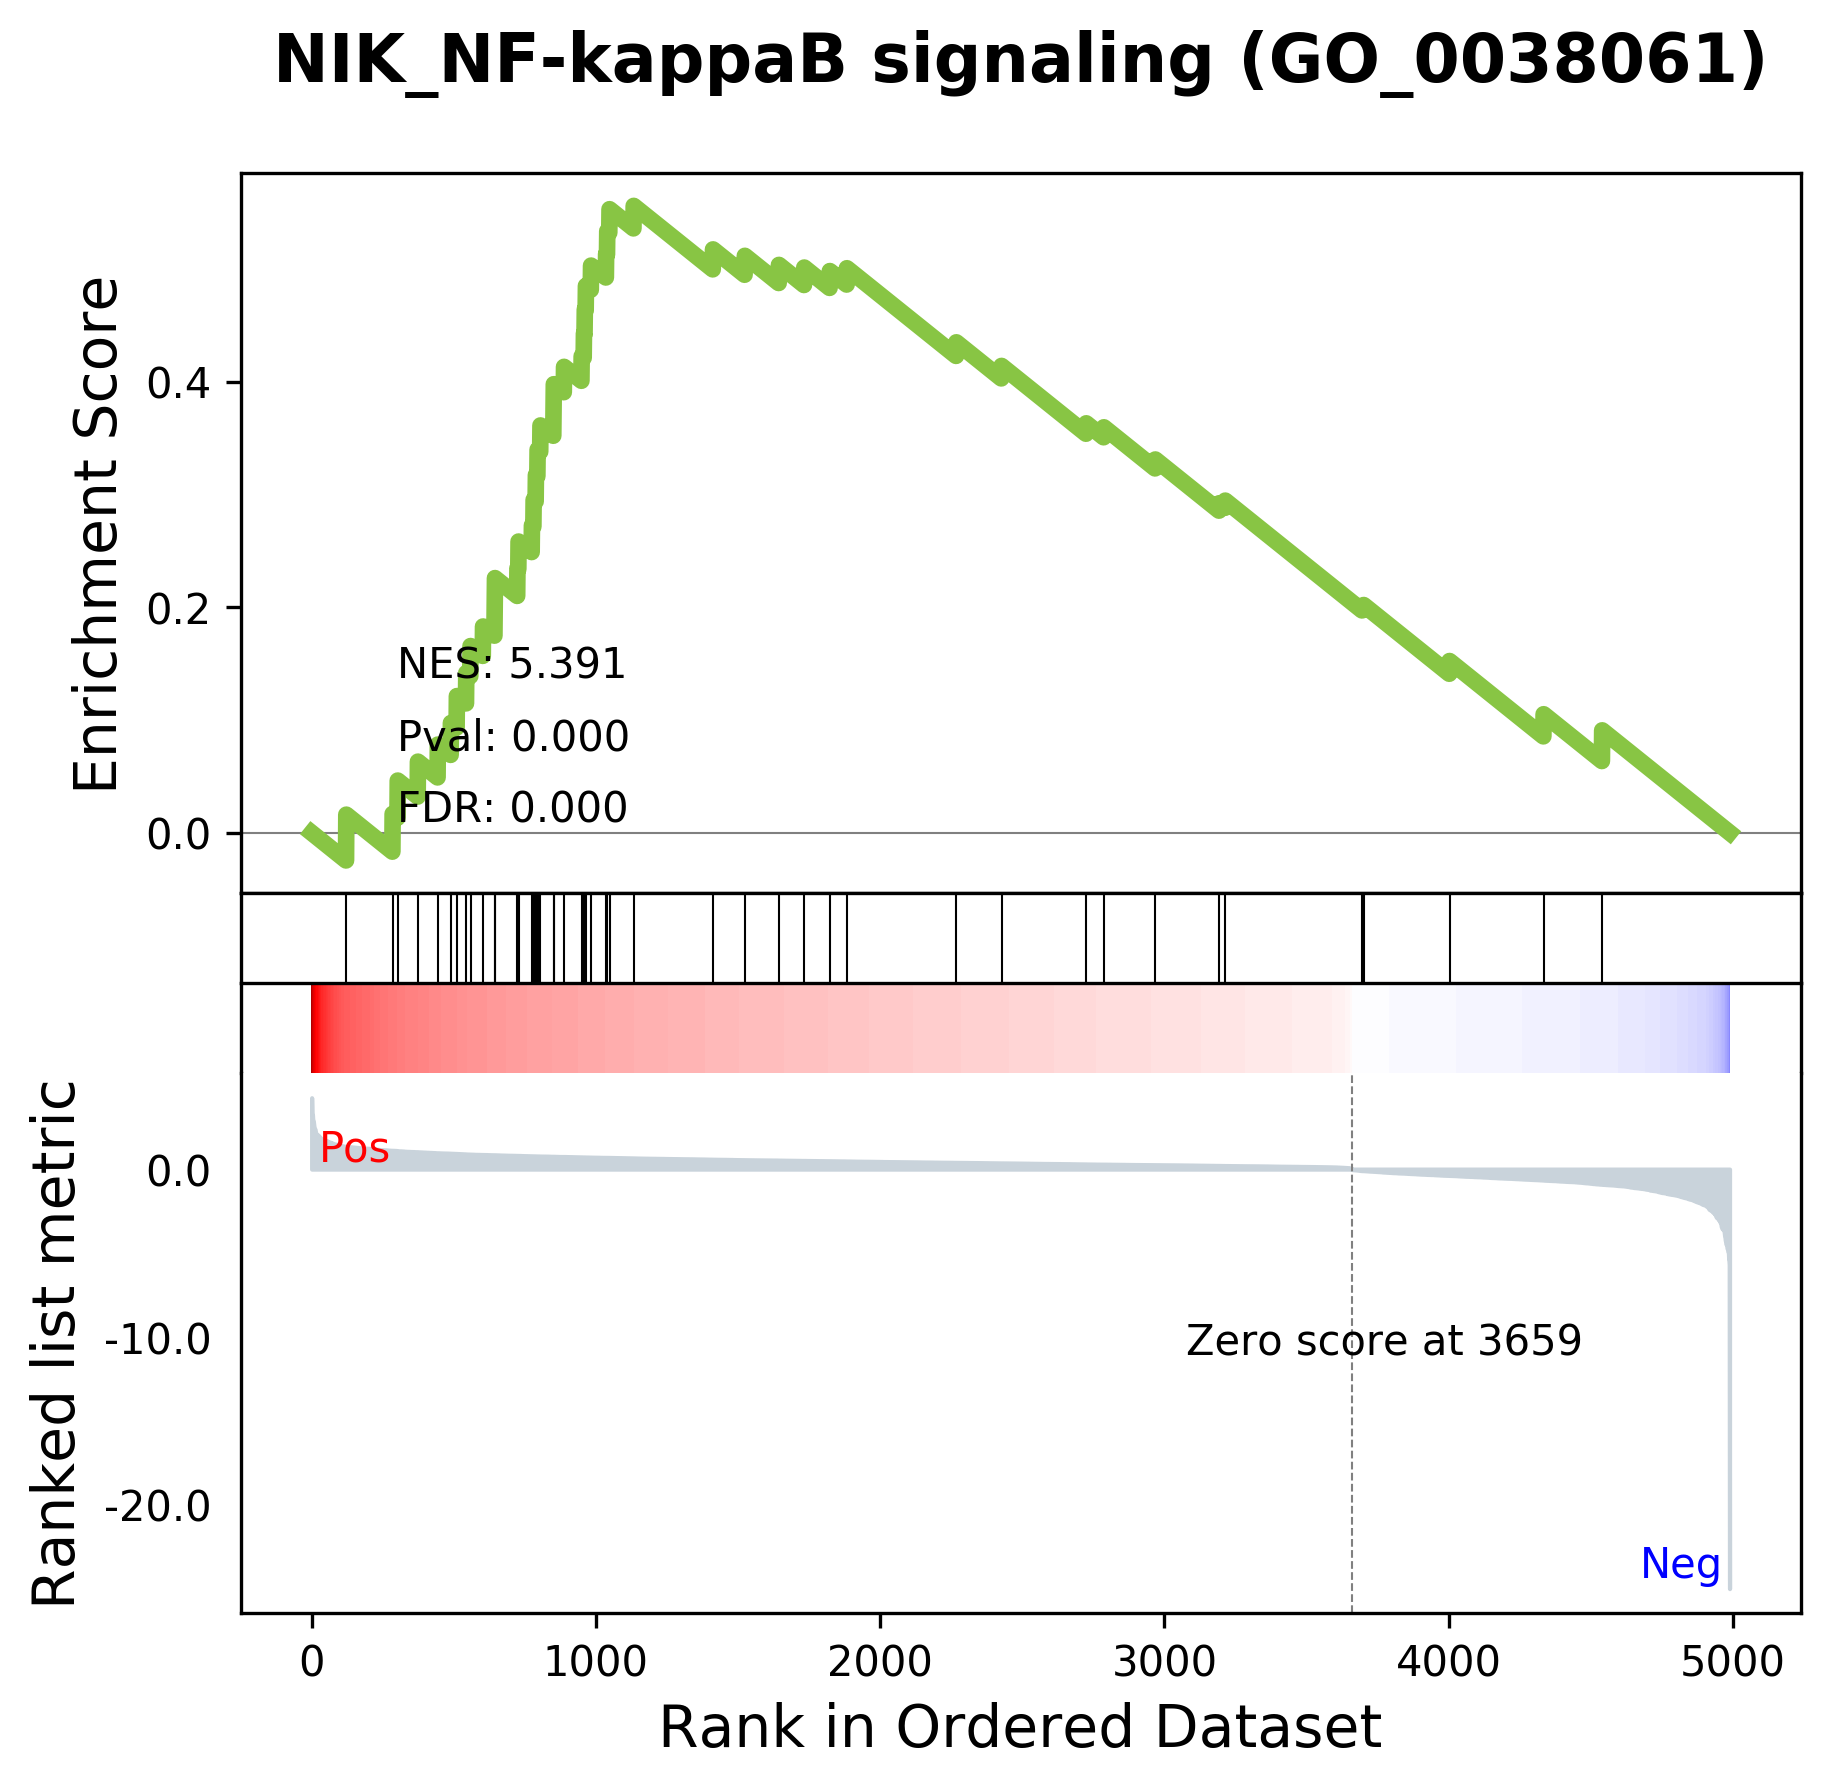 NIK_NF-kappaB signaling (GO_0038061)
Enrichment Score
0.4
0.2
0.0
NES: 5.391
Pval: 0.000
FDR: 0.000
Ranked list metric
0.0
-10.0
-20.0
Pos
Zero score at 3659
Neg
0 1000 2000 3000 4000 5000
Rank in Ordered Dataset